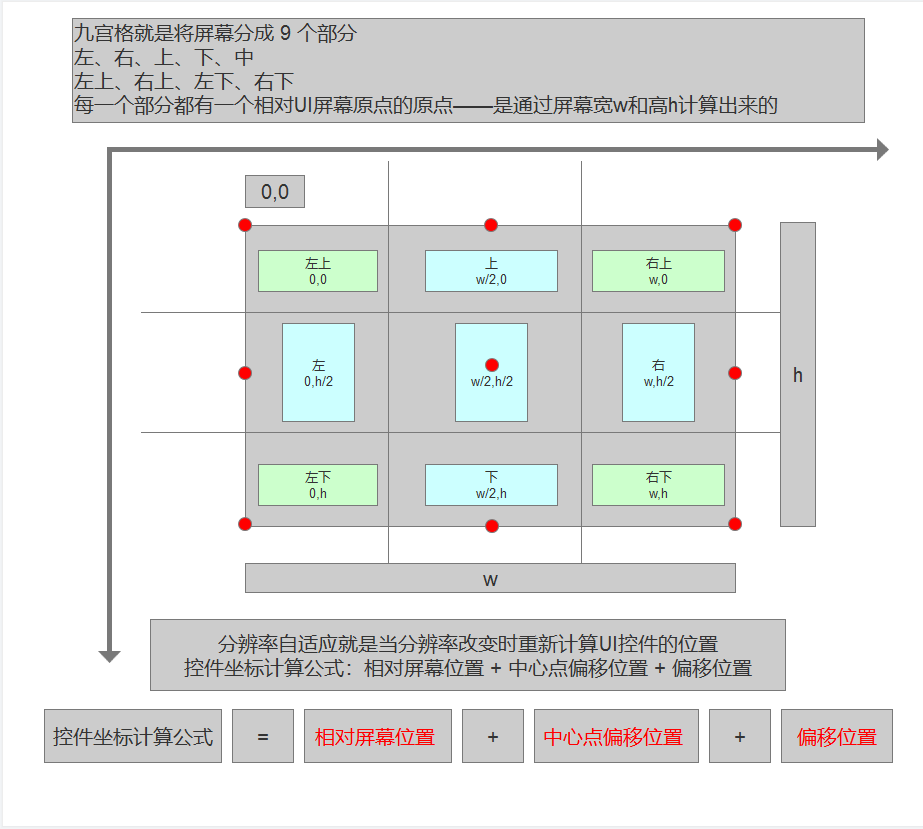 九宫格就是将屏幕分成 9 个部分
左、右、上、下、中
左上、右上、左下、右下
每一个部分都有一个相对UI屏幕原点的原点——是通过屏幕宽w和高h计算出来的
0,0
左上
0,0
上
w/2,0
右上
w,0
左
0,h/2
w/2,h/2
右
w,h/2
h
左下
0,h
下
w/2,h
右下
w,h
w
分辨率自适应就是当分辨率改变时重新计算UI控件的位置
控件坐标计算公式：相对屏幕位置 + 中心点偏移位置 + 偏移位置
控件坐标计算公式 = 相对屏幕位置 + 中心点偏移位置 + 偏移位置